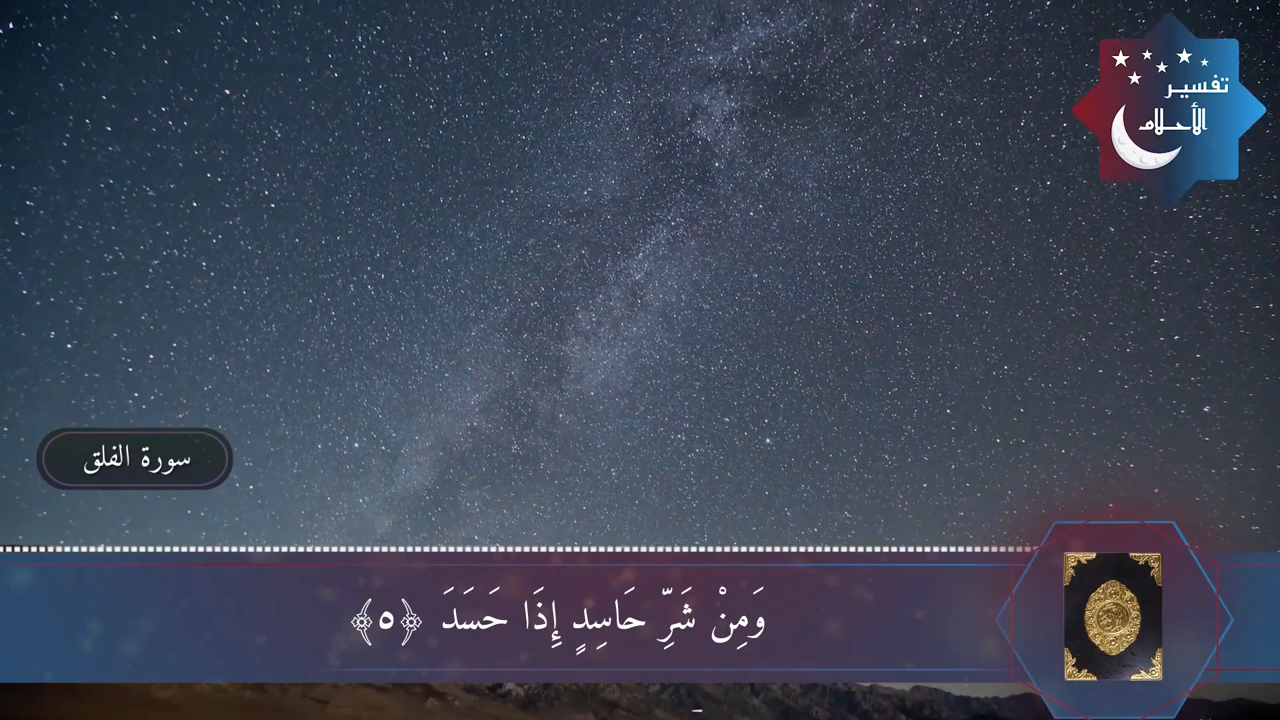 تفسير
الأحلام
سورة الفلق
وَمِنْ شَرِّ حَاسِدٍ إِذَا حَسَدَ ﴿٥﴾